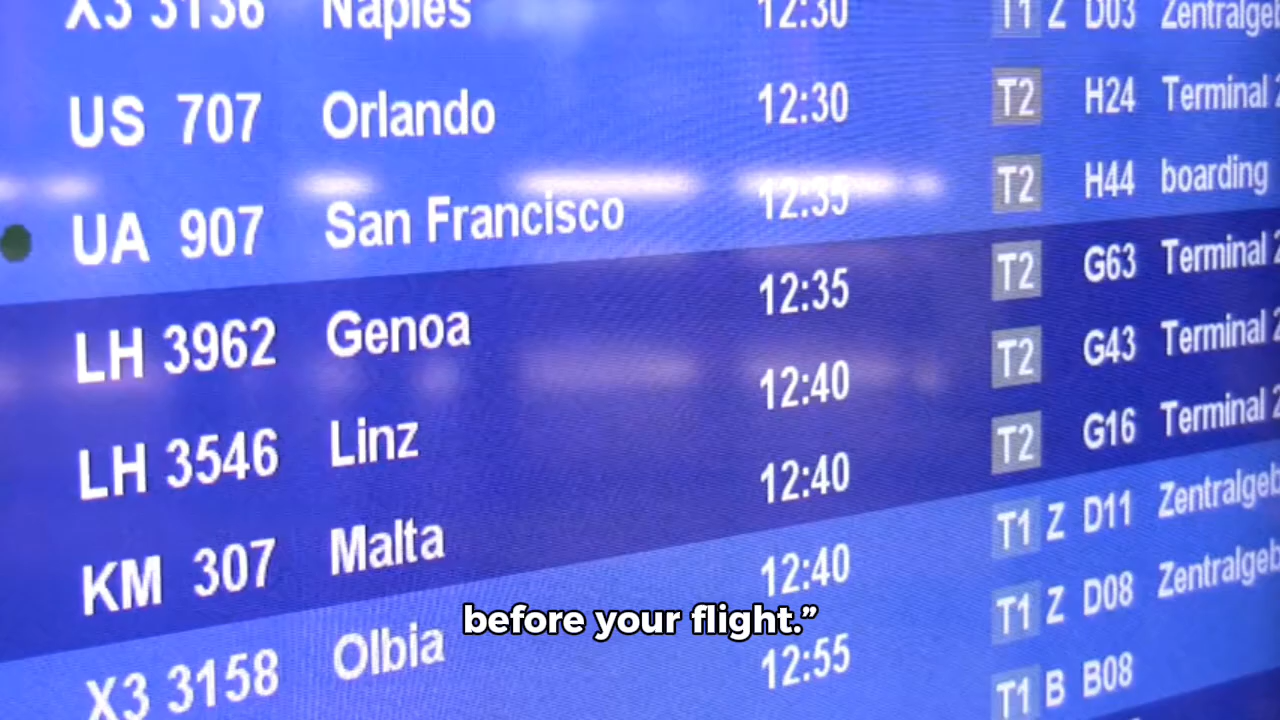 X3 3136 Naples 12:30 T1 Z D03 Zentralgeb
US 707 Orlando 12:30 T2 H24 Terminal 2
UA 907 San Francisco 12:35 T2 H44 boarding
LH 3962 Genoa 12:35 T2 G63 Terminal 2
LH 3546 Linz 12:40 T2 G43 Terminal 2
KM 307 Malta 12:40 T2 G16 Terminal 2
X3 3158 Olbia 12:40 T1 Z D11 Zentralgeb
12:55 T1 Z D08 Zentralgeb
T1 B B08
before your flight.”